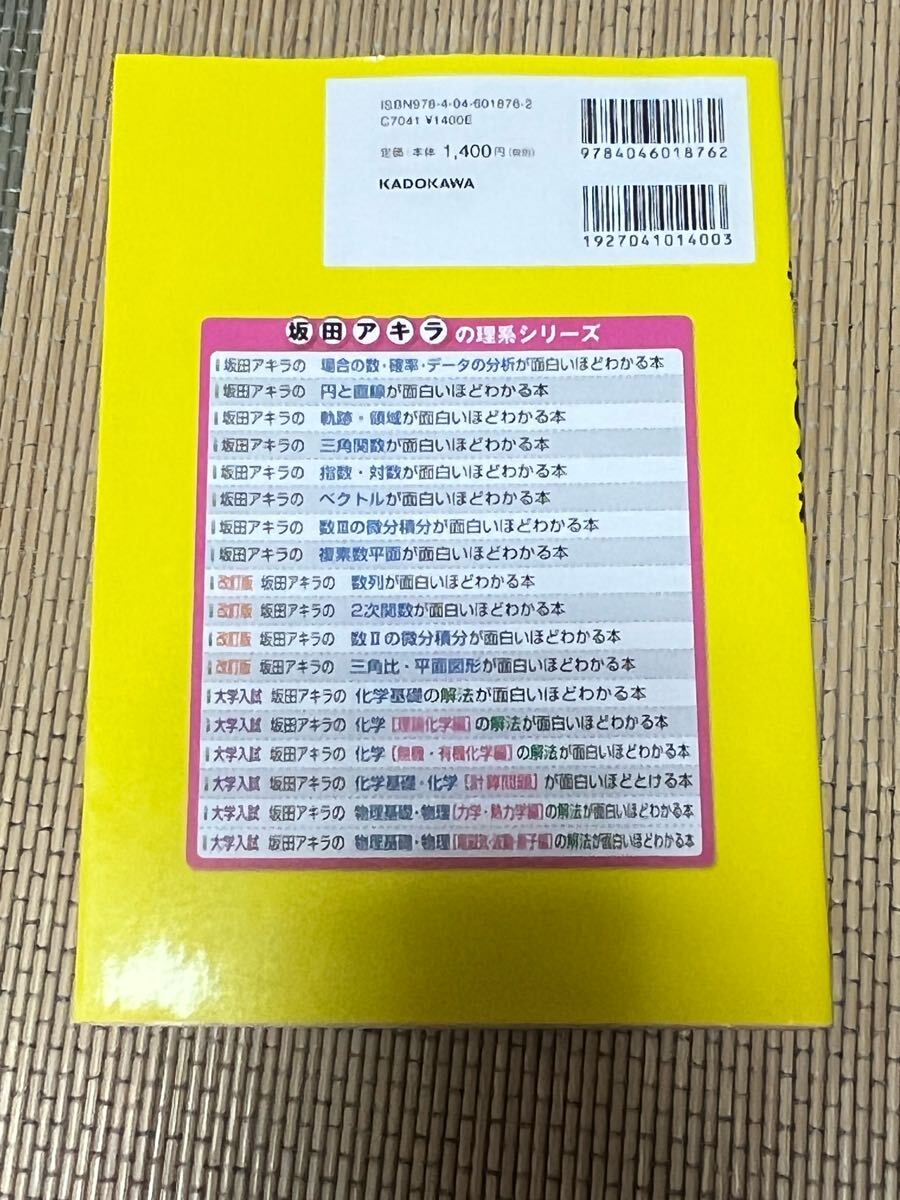 ISBN978-4-04-601876-2
C7041 ¥1400E
定価：本体 1,400円(税別)
KADOKAWA
9784046018762
1927041014003
坂田アキラの理系シリーズ
坂田アキラの 場合の数・確率・データの分析が面白いほどわかる本
坂田アキラの 円と直線が面白いほどわかる本
坂田アキラの 軌跡・領域が面白いほどわかる本
坂田アキラの 三角関数が面白いほどわかる本
坂田アキラの 指数・対数が面白いほどわかる本
坂田アキラの ベクトルが面白いほどわかる本
坂田アキラの 数Ⅲの微分積分が面白いほどわかる本
坂田アキラの 複素数平面が面白いほどわかる本
改訂版 坂田アキラの 数列が面白いほどわかる本
改訂版 坂田アキラの 2次関数が面白いほどわかる本
改訂版 坂田アキラの 数Ⅱの微分積分が面白いほどわかる本
改訂版 坂田アキラの 三角比・平面図形が面白いほどわかる本
大学入試 坂田アキラの 化学基礎の解法が面白いほどわかる本
大学入試 坂田アキラの 化学[理論化学編]の解法が面白いほどわかる本
大学入試 坂田アキラの 化学[無機・有機化学編]の解法が面白いほどわかる本
大学入試 坂田アキラの 化学基礎・化学[計算問題]が面白いほどとける本
大学入試 坂田アキラの 物理基礎・物理[力学・熱力学編]の解法が面白いほどわかる本
大学入試 坂田アキラの 物理基礎・物理[電磁気・波動・原子編]の解法が面白いほどわかる本